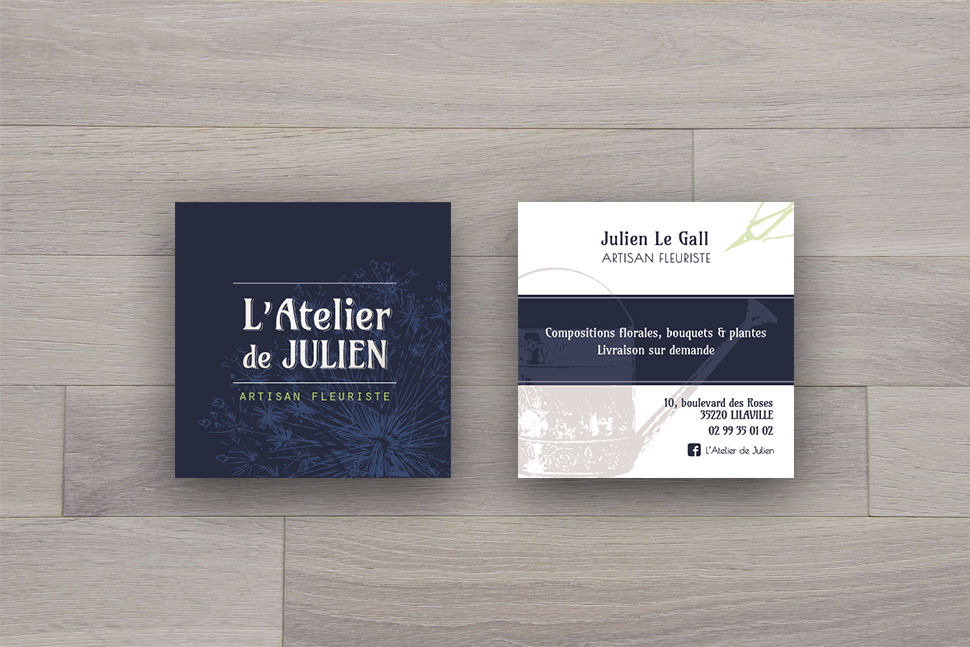 L'Atelier
de JULIEN
ARTISAN FLEURISTE
Julien Le Gall
ARTISAN FLEURISTE
Compositions florales, bouquets & plantes
Livraison sur demande
10, boulevard des Roses
35220 LILAVILLE
02 99 35 01 02
L'Atelier de Julien